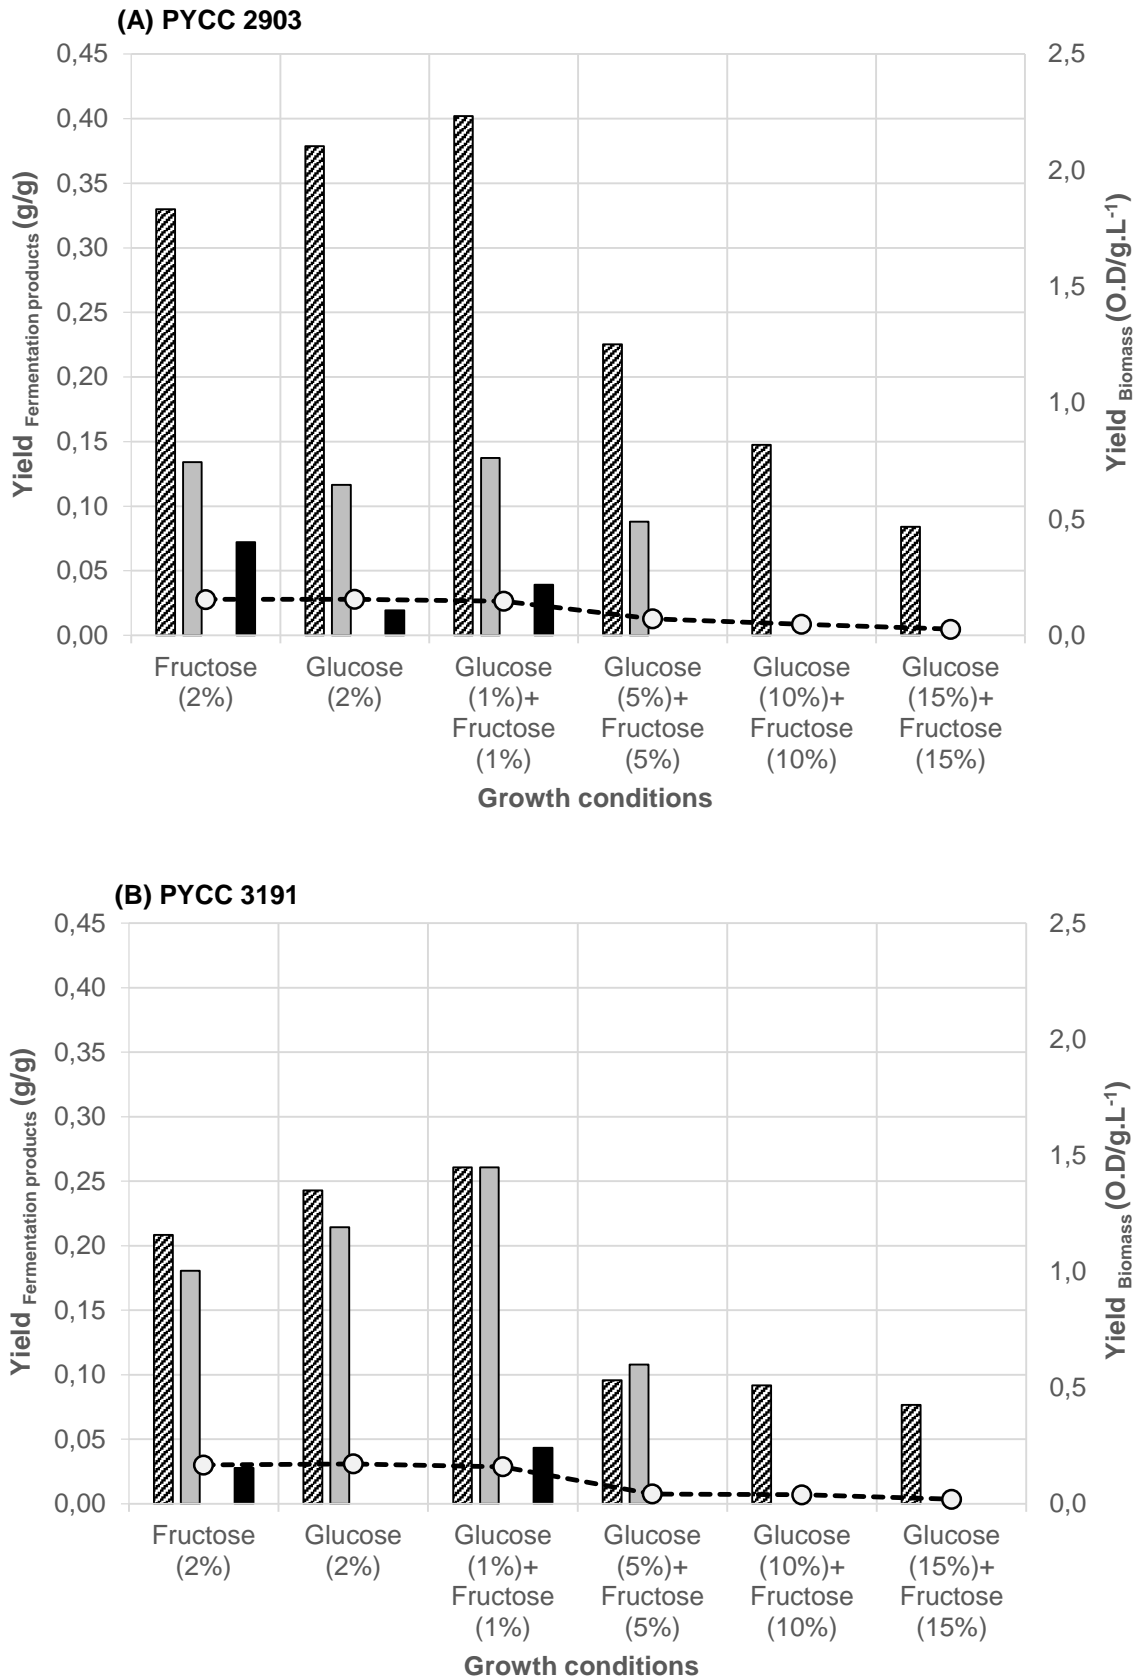 (A) PYCC 2903
0,45
0,40
0,35
0,30
0,25
0,20
0,15
0,10
0,05
0,00
Yield Fermentation products (g/g)
2,5
2,0
1,5
1,0
0,5
0,0
Yield Biomass (O.D/g.L-1)
Fructose
(2%)
Glucose
(2%)
Glucose
(1%)+
Fructose
(1%)
Glucose
(5%)+
Fructose
(5%)
Glucose
(10%)+
Fructose
(10%)
Glucose
(15%)+
Fructose
(15%)
Growth conditions
(B) PYCC 3191
0,45
0,40
0,35
0,30
0,25
0,20
0,15
0,10
0,05
0,00
Yield Fermentation products (g/g)
2,5
2,0
1,5
1,0
0,5
0,0
Yield Biomass (O.D/g.L-1)
Fructose
(2%)
Glucose
(2%)
Glucose
(1%)+
Fructose
(1%)
Glucose
(5%)+
Fructose
(5%)
Glucose
(10%)+
Fructose
(10%)
Glucose
(15%)+
Fructose
(15%)
Growth conditions